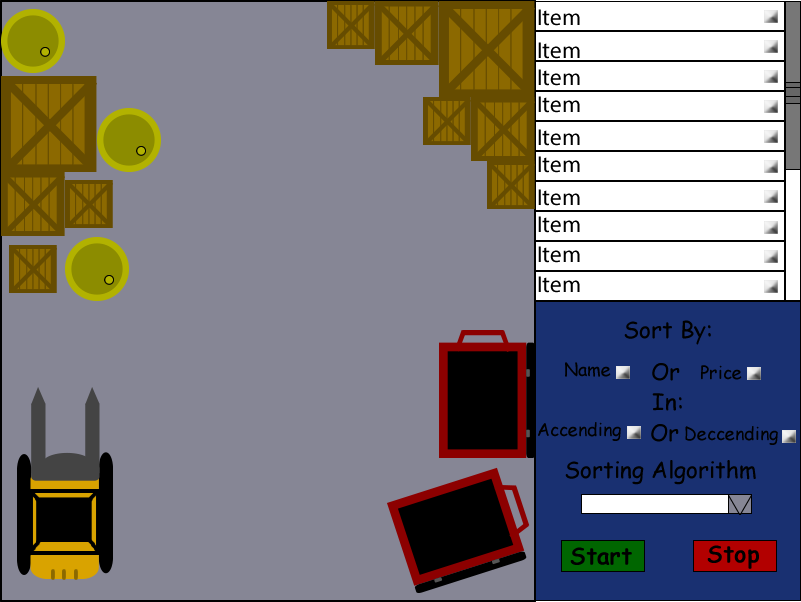 Item
Item
Item
Item
Item
Item
Item
Item
Item
Item
Sort By:
Name Or Price
In:
Accending Or Deccending
Sorting Algorithm
Start Stop